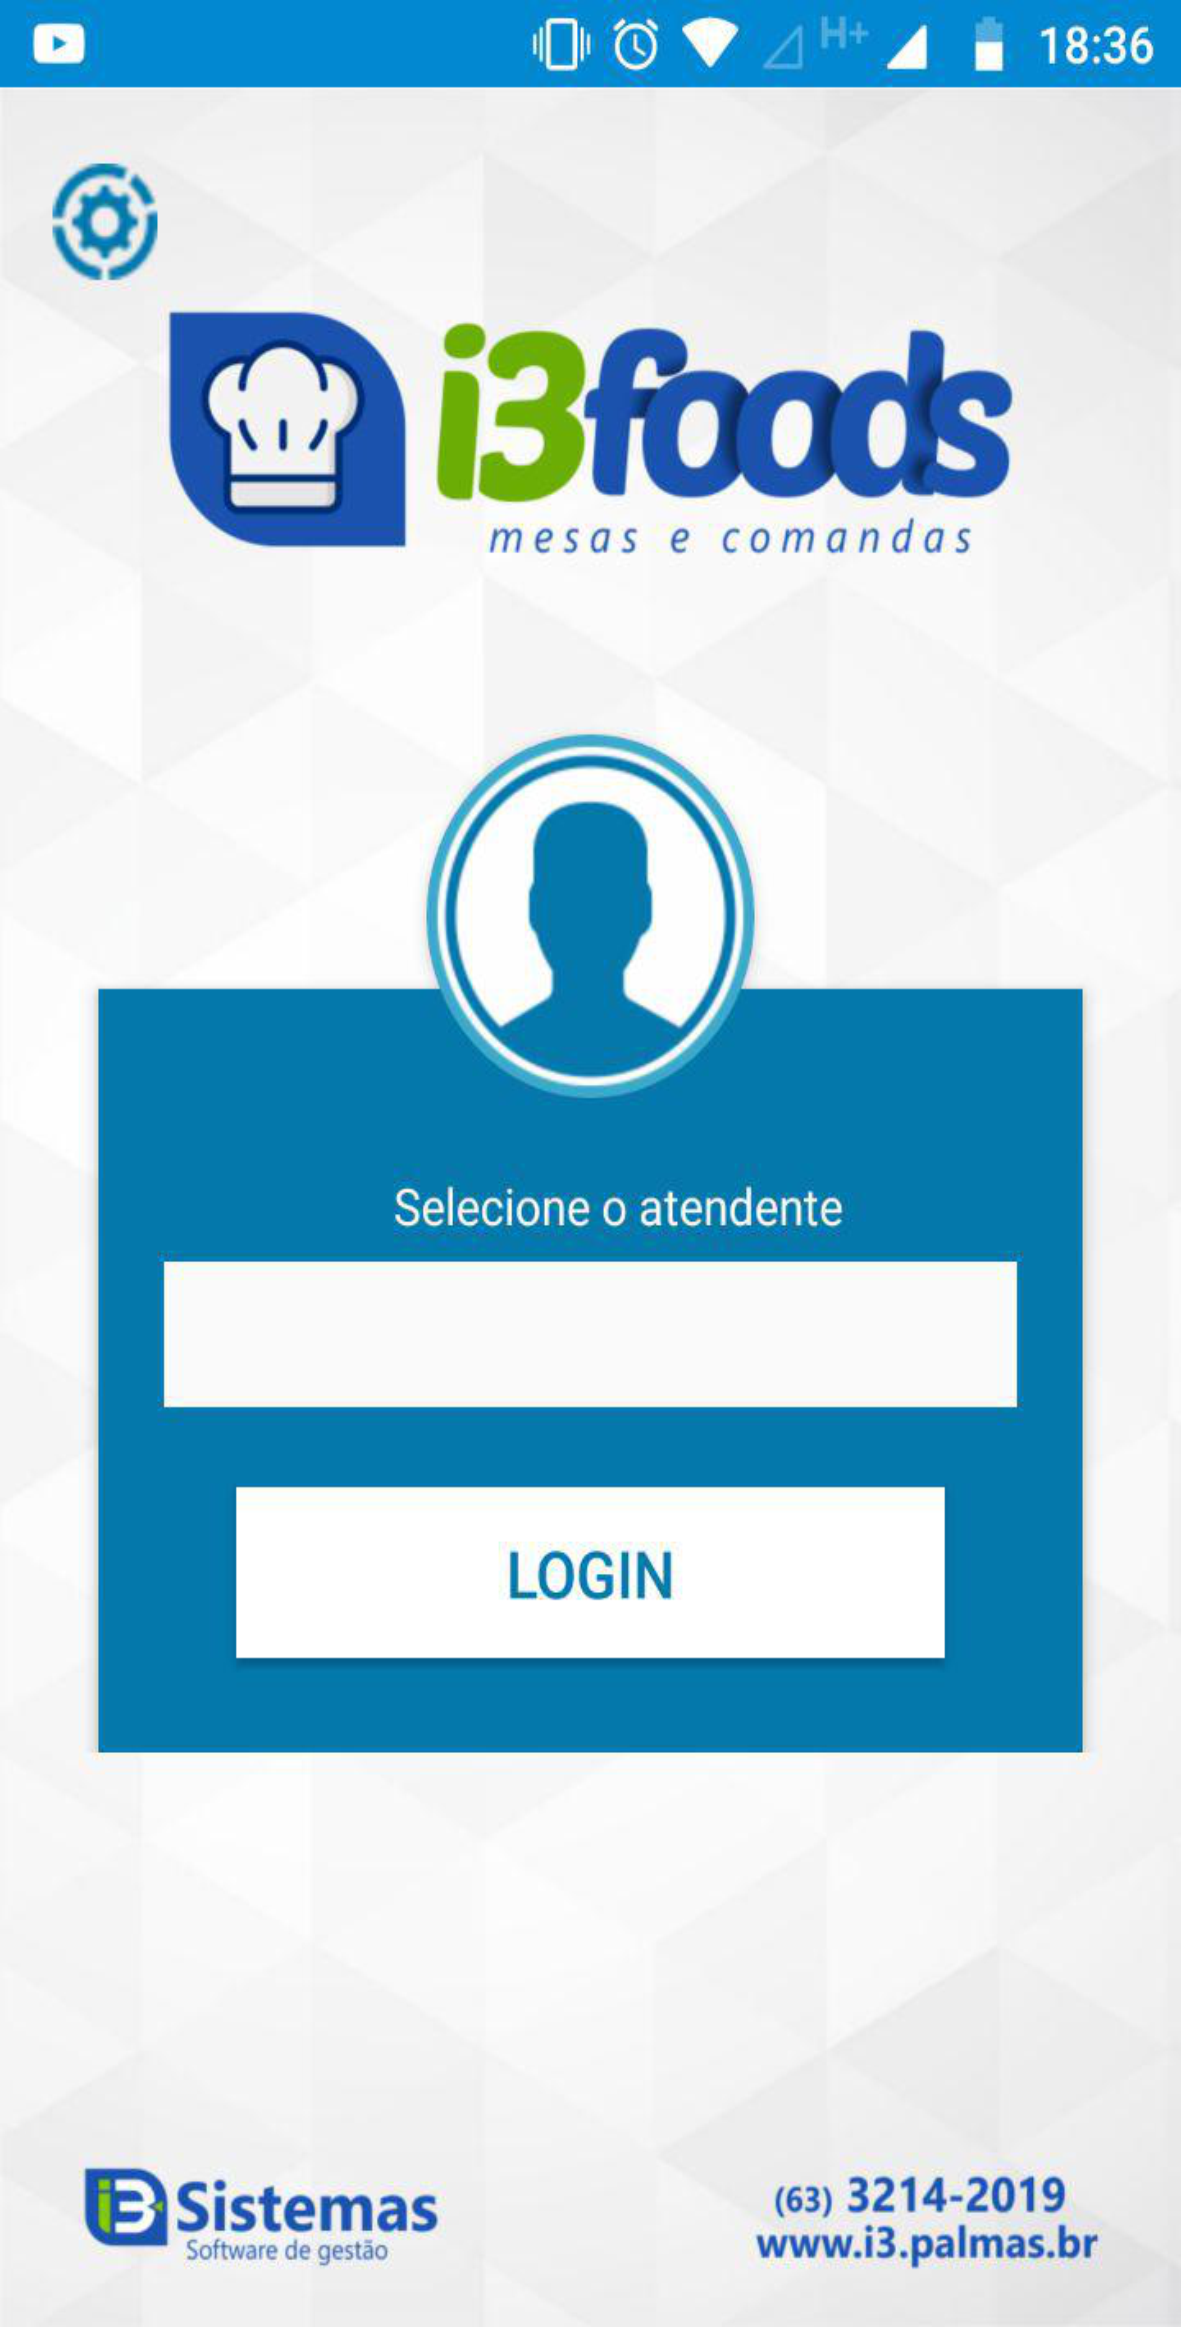 H+ 18:36
i3foods
mesas e comandas
Selecione o atendente
LOGIN
i3 Sistemas
Software de gestão
(63) 3214-2019
www.i3.palmas.br